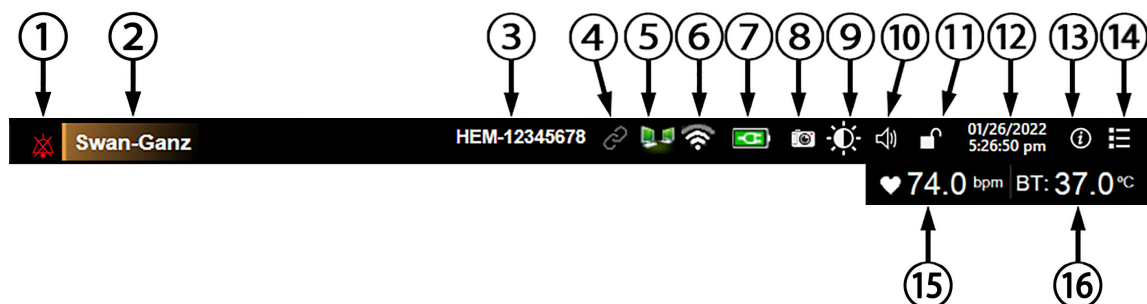 ① ② ③ ④ ⑤ ⑥ ⑦ ⑧ ⑨ ⑩ ⑪ ⑫ ⑬ ⑭
Swan-Ganz HEM-12345678 01/26/2022
5:26:50 pm
74.0 bpm BT: 37.0 ºC
⑮ ⑯